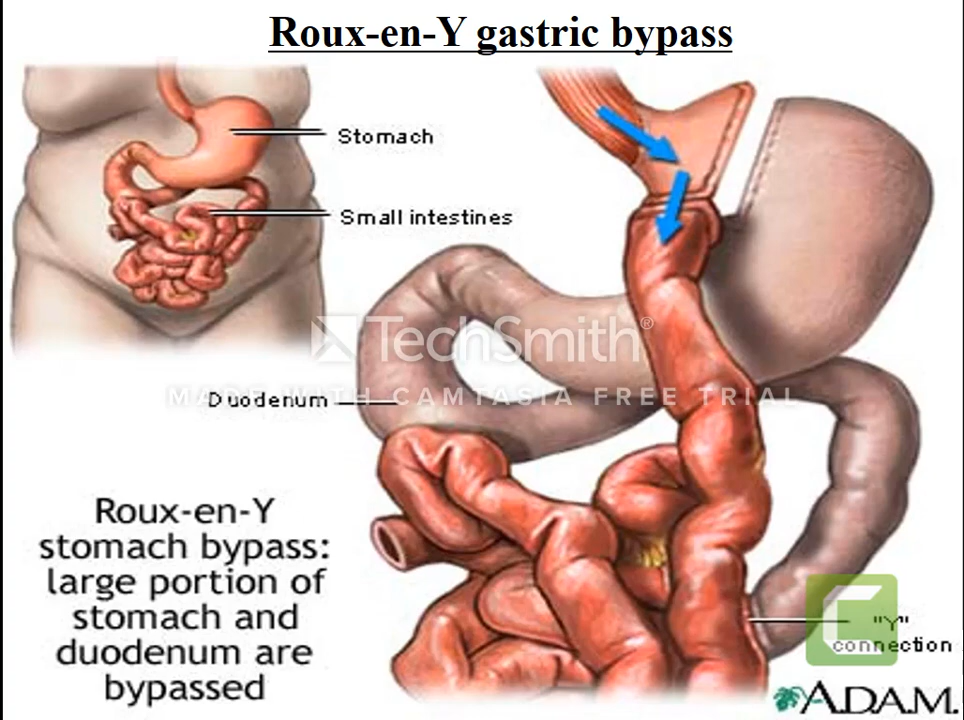 Roux-en-Y gastric bypass
Stomach
Small intestines
TechSmith®
MADE WITH CAMTASIA FREE TRIAL
Duodenum
Roux-en-Y
stomach bypass:
large portion of
stomach and
duodenum are
bypassed
"Y"
connection
A.D.A.M.